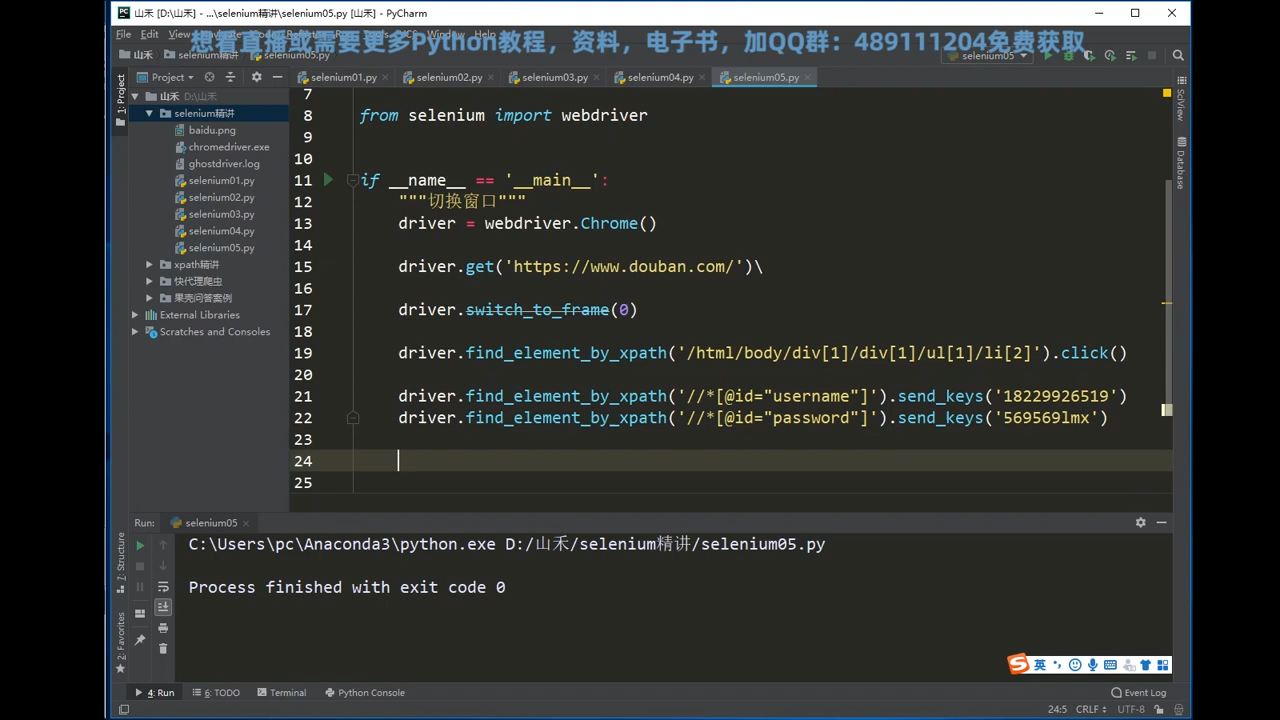 山禾 [D:\山禾] - ...\selenium精讲\selenium05.py [山禾] - PyCharm
File Edit View
Window Help
想看直播或需要更多Python教程，资料，电子书，加QQ群：489111204免费获取
山禾 selenium精讲 selenium05.py
selenium05
Project
selenium01.py
selenium02.py
selenium03.py
selenium04.py
selenium05.py
1: Project
山禾 D:\山禾
selenium精讲
baidu.png
chromedriver.exe
ghostdriver.log
selenium01.py
selenium02.py
selenium03.py
selenium04.py
selenium05.py
xpath精讲
快代理爬虫
果壳问答案例
External Libraries
Scratches and Consoles
7
8 from selenium import webdriver
9
10
11 if __name__ == '__main__':
12 """切换窗口"""
13 driver = webdriver.Chrome()
14
15 driver.get('https://www.douban.com/')\
16
17 driver.switch_to_frame(0)
18
19 driver.find_element_by_xpath('/html/body/div[1]/div[1]/ul[1]/li[2]').click()
20
21 driver.find_element_by_xpath('//*[@id="username"]').send_keys('18229926519')
22 driver.find_element_by_xpath('//*[@id="password"]').send_keys('569569lmx')
23
24
25
SciView
Database
Run: selenium05
C:\Users\pc\Anaconda3\python.exe D:/山禾/selenium精讲/selenium05.py
Process finished with exit code 0
7: Structure
2: Favorites
英
4: Run 6: TODO Terminal Python Console Event Log
24:5 CRLF UTF-8